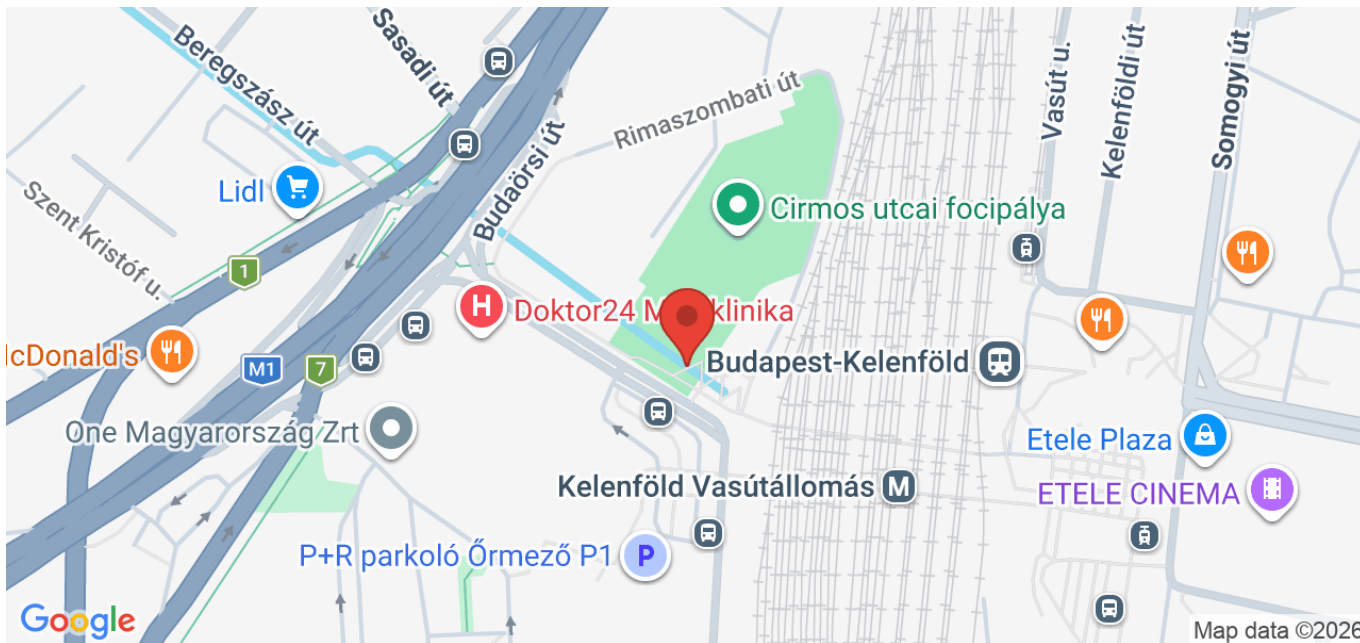 Beregszász út
Sasadi út
Budaörsi út
Rimaszombati út
Vasút u.
Kelenföldi út
Somogyi út
Lidl
Szent Kristóf u.
Cirmos utcai focipálya
1
H
Doktor24 M klinika
McDonald's
M1
7
Budapest-Kelenföld
One Magyarország Zrt
Etele Plaza
Kelenföld Vasútállomás M
ETELE CINEMA
P+R parkoló Őrmező P1 P
Google
Map data ©2026